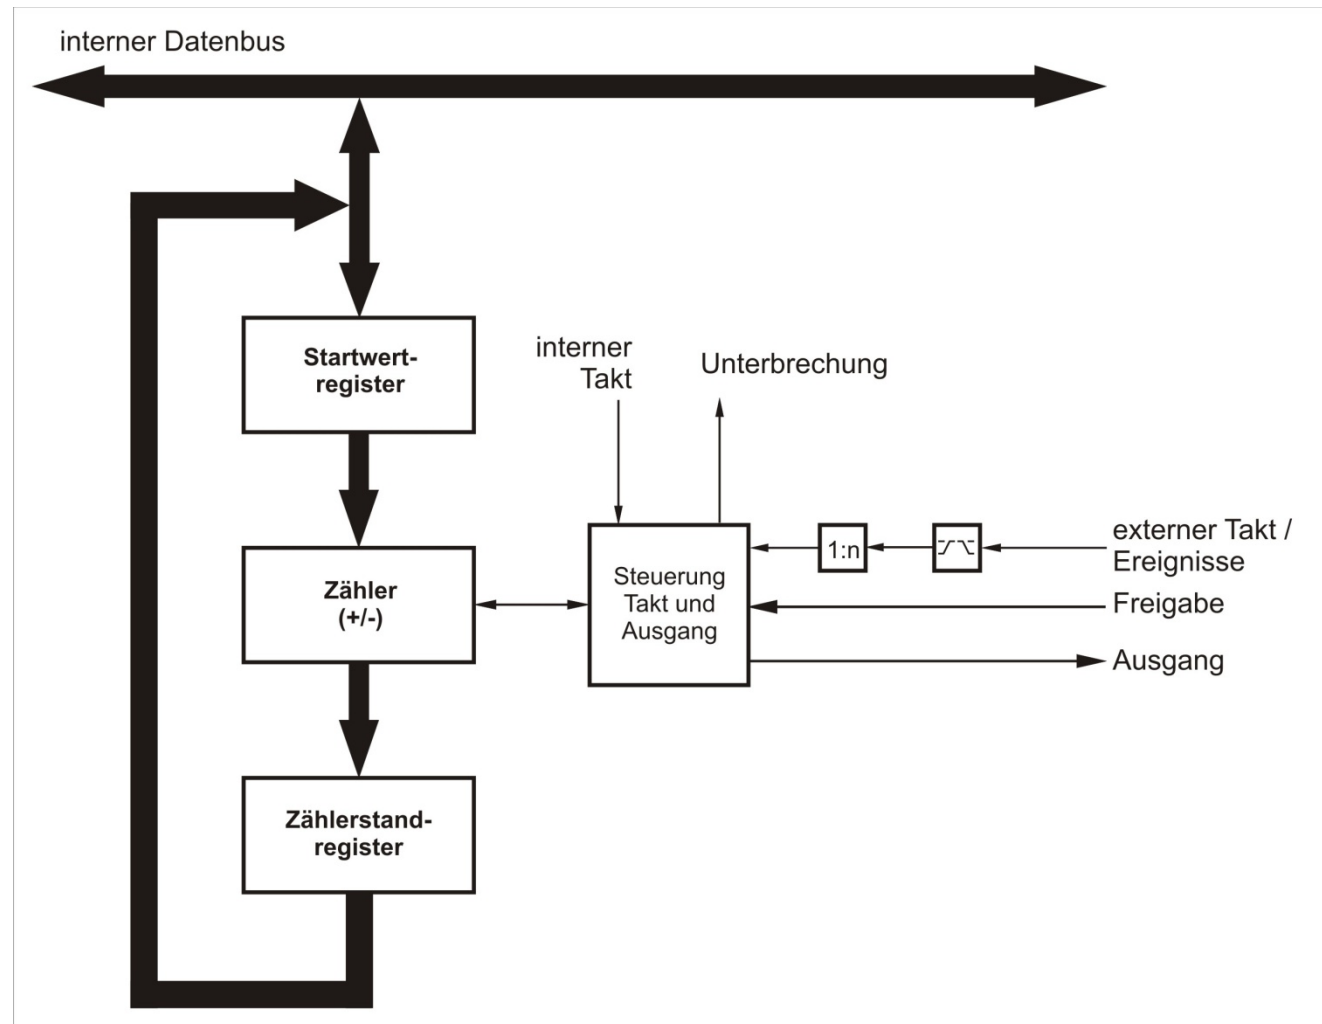 interner Datenbus
Startwert-
register
interner
Takt
Unterbrechung
Zähler
(+/-)
Steuerung
Takt und
Ausgang
1:n
externer Takt /
Ereignisse
Freigabe
Ausgang
Zählerstand-
register